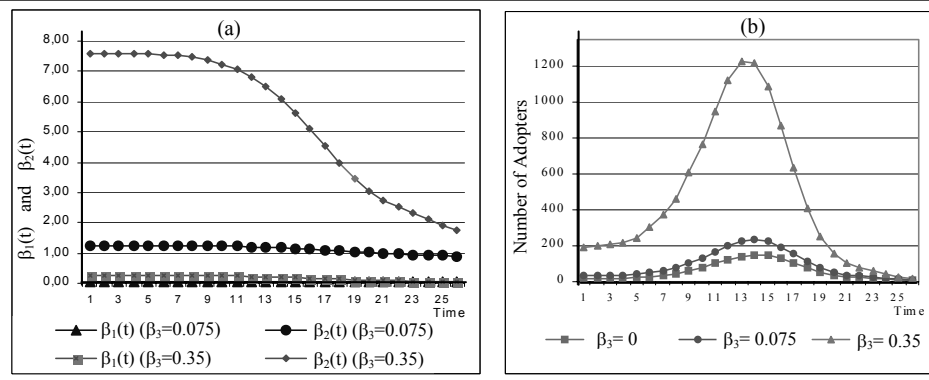 (a)
8,00
7,00
6,00
5,00
4,00
3,00
2,00
1,00
0,00
β₁(t) and β₂(t)
1 3 5 7 9 11 13 15 17 19 21 23 25
Time
β₁(t) (β₃=0.075) β₂(t) (β₃=0.075)
β₁(t) (β₃=0.35) β₂(t) (β₃=0.35)
(b)
1200
1000
800
600
400
200
0
Number of Adopters
1 3 5 7 9 11 13 15 17 19 21 23 25
Time
β₃= 0 β₃= 0.075 β₃= 0.35